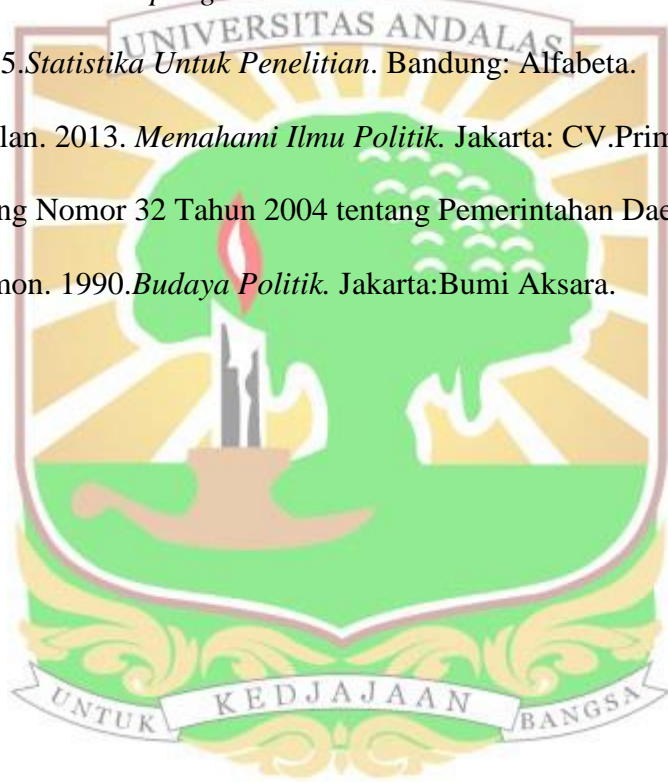 UNIVERSITAS ANDALAS
5.Statistika Untuk Penelitian. Bandung: Alfabeta.
lan. 2013. Memahami Ilmu Politik. Jakarta: CV.Prim
ng Nomor 32 Tahun 2004 tentang Pemerintahan Dae
mon. 1990.Budaya Politik. Jakarta:Bumi Aksara.
UNTUK KEDJAJAAN BANGSA